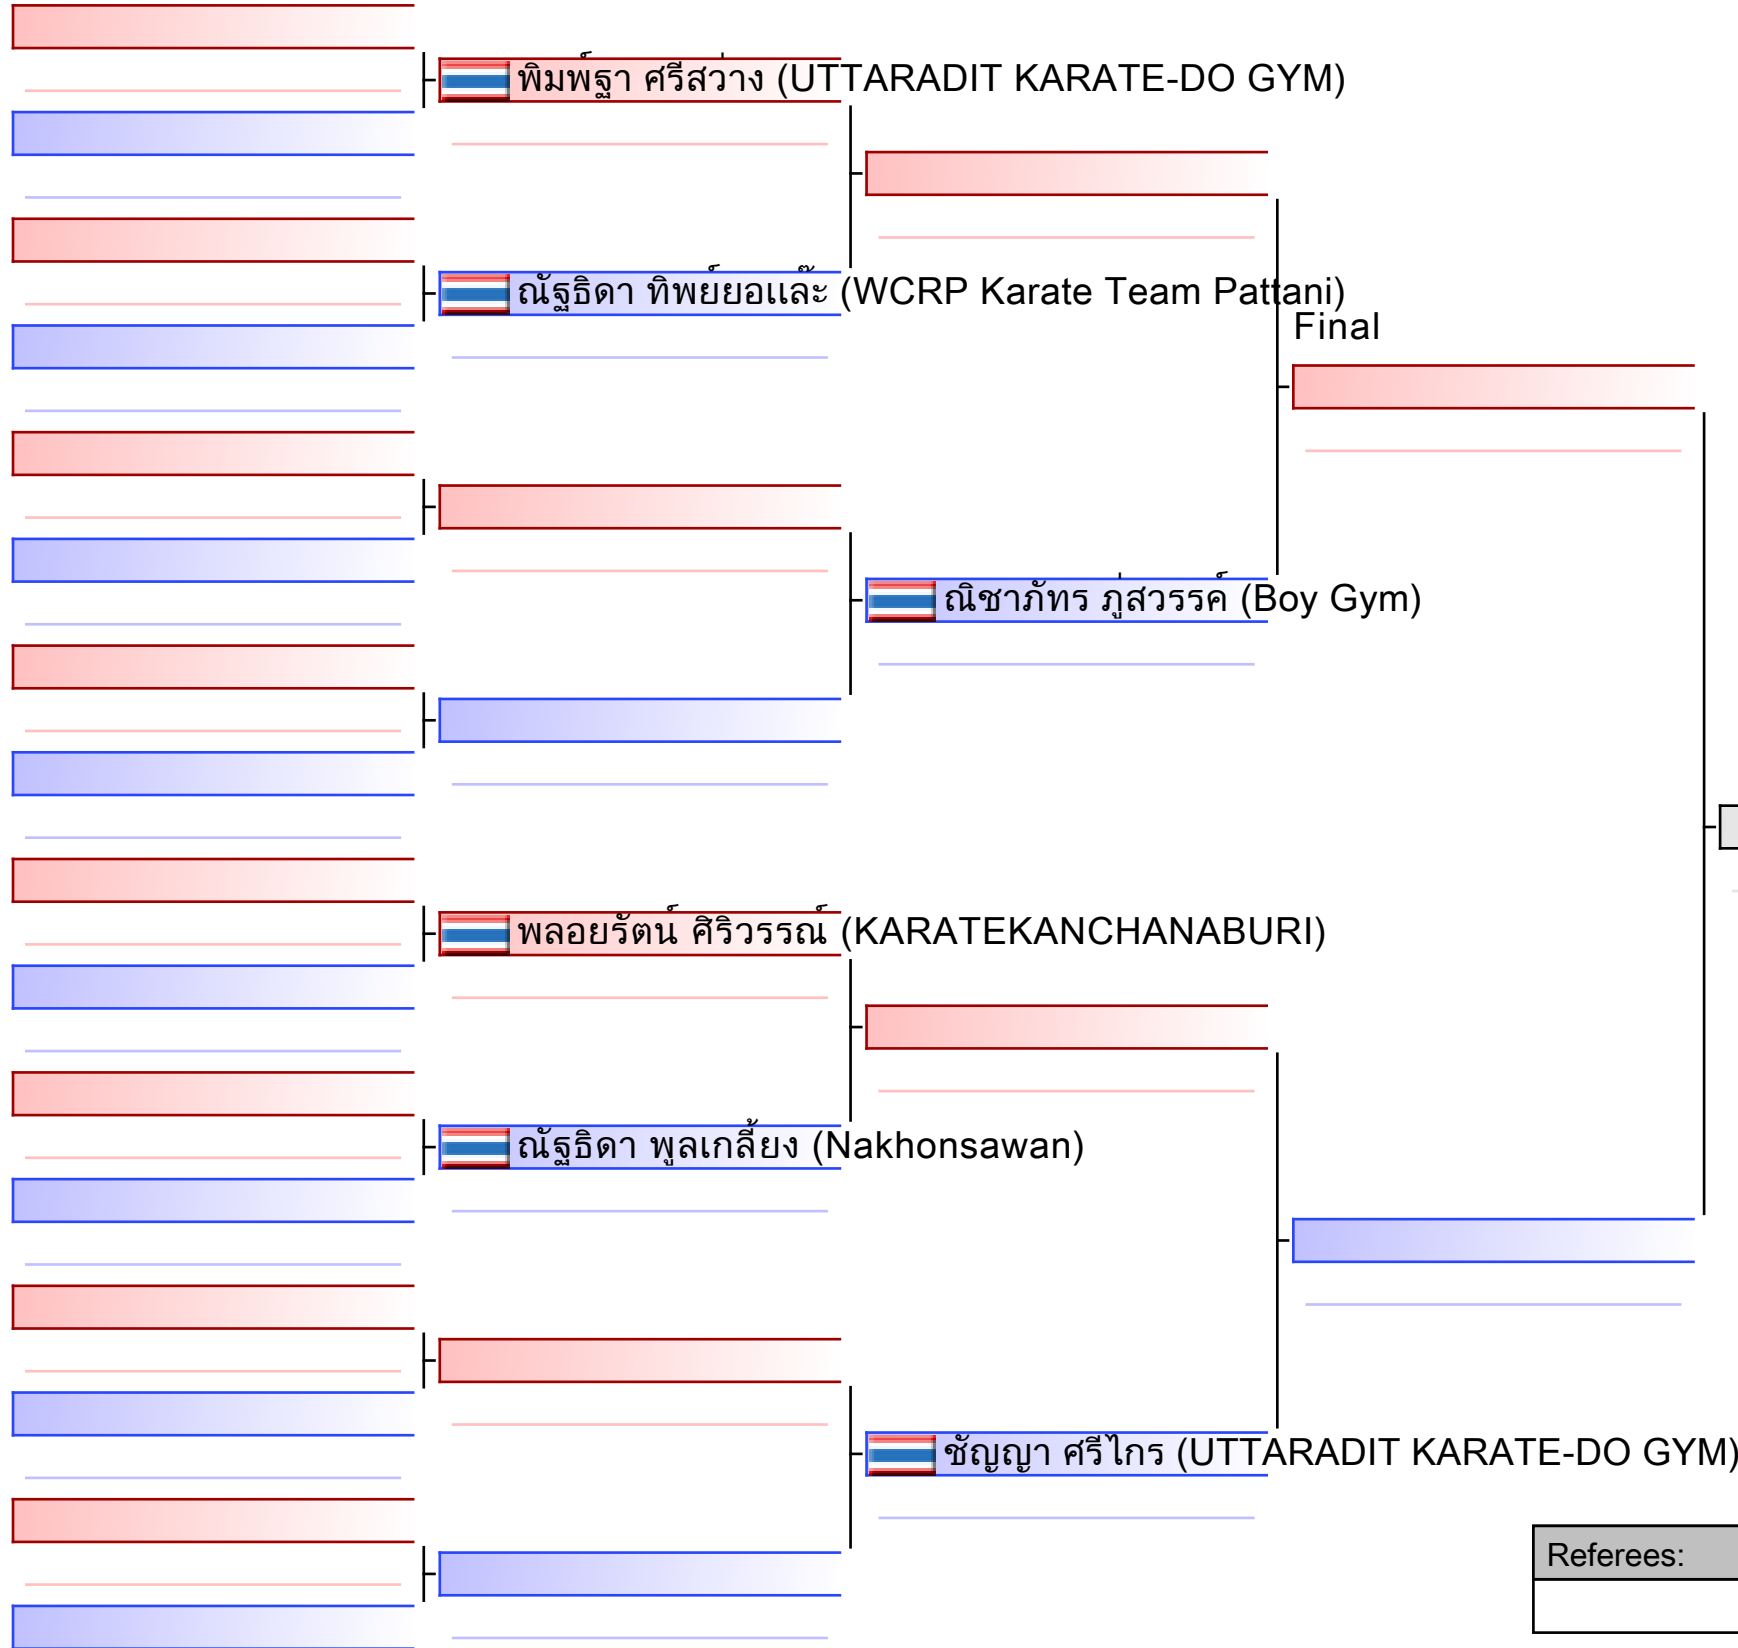 พิมพ์ฐา ศรีสว่าง (UTTARADIT KARATE-DO GYM)
ณัฐธิดา ทิพย์ยอแล๊ะ (WCRP Karate Team Pattani)
Final
ณิชาภัทร ภู่สวรรค์ (Boy Gym)
พลอยรัตน์ ศิริวรรณ์ (KARATEKANCHANABURI)
ณัฐธิดา พูลเกลี้ยง (Nakhonsawan)
ชัญญา ศรีไกร (UTTARADIT KARATE-DO GYM)
Referees: